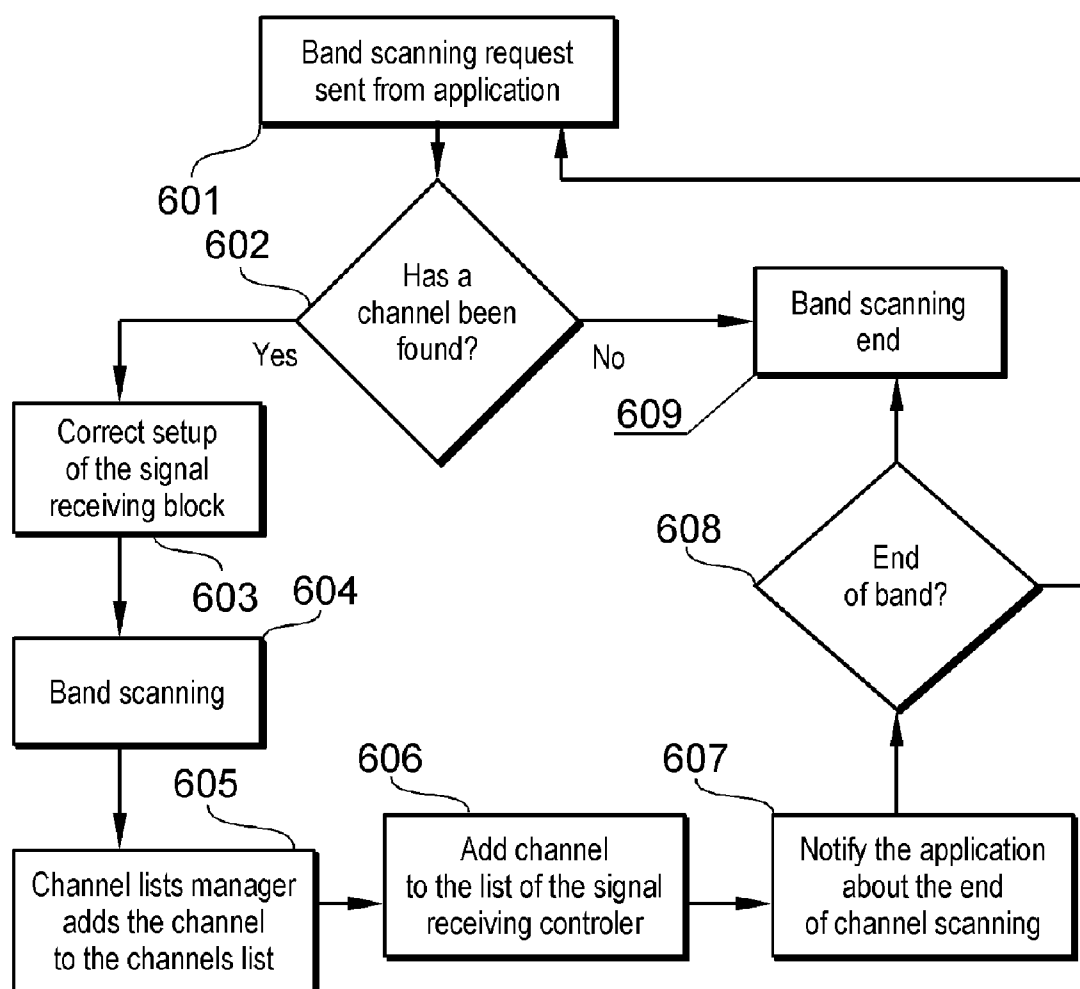 Band scanning request
sent from application
601
602
Has a
channel been
found?
Yes
No
Band scanning
end
609
Correct setup
of the signal
receiving block
603
604
Band scanning
608
End
of band?
605
Channel lists manager
adds the channel
to the channels list
606
Add channel
to the list of the signal
receiving controler
607
Notify the application
about the end
of channel scanning